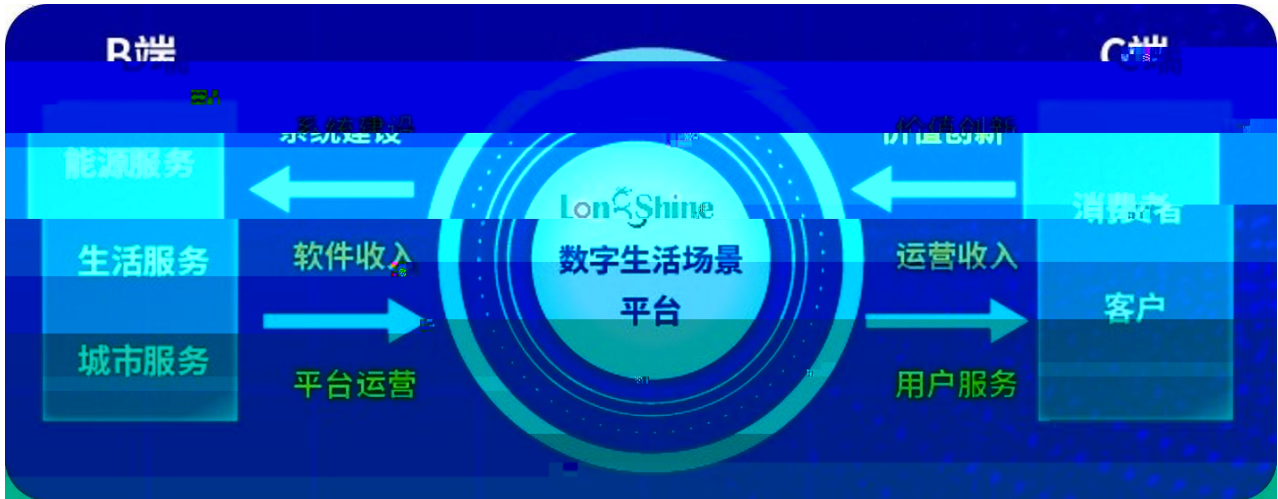 B端
C端
系统建设
价值创新
能源服务
LongShine
消费者
软件收入
数字生活场景
运营收入
生活服务
平台
客户
城市服务
平台运营
用户服务